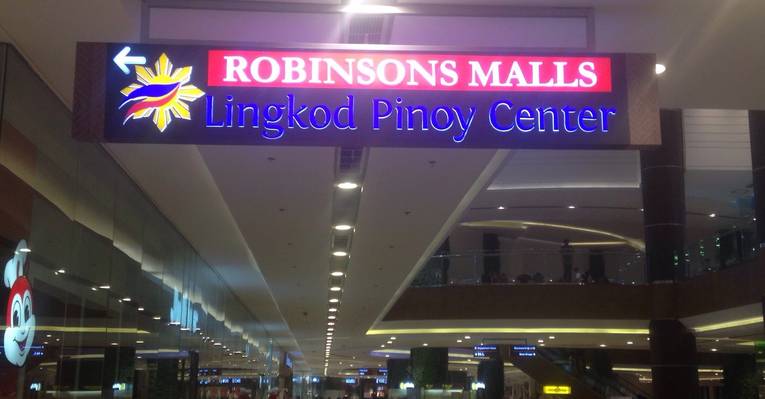 ROBINSONS MALLS
Lingkod Pinoy Center